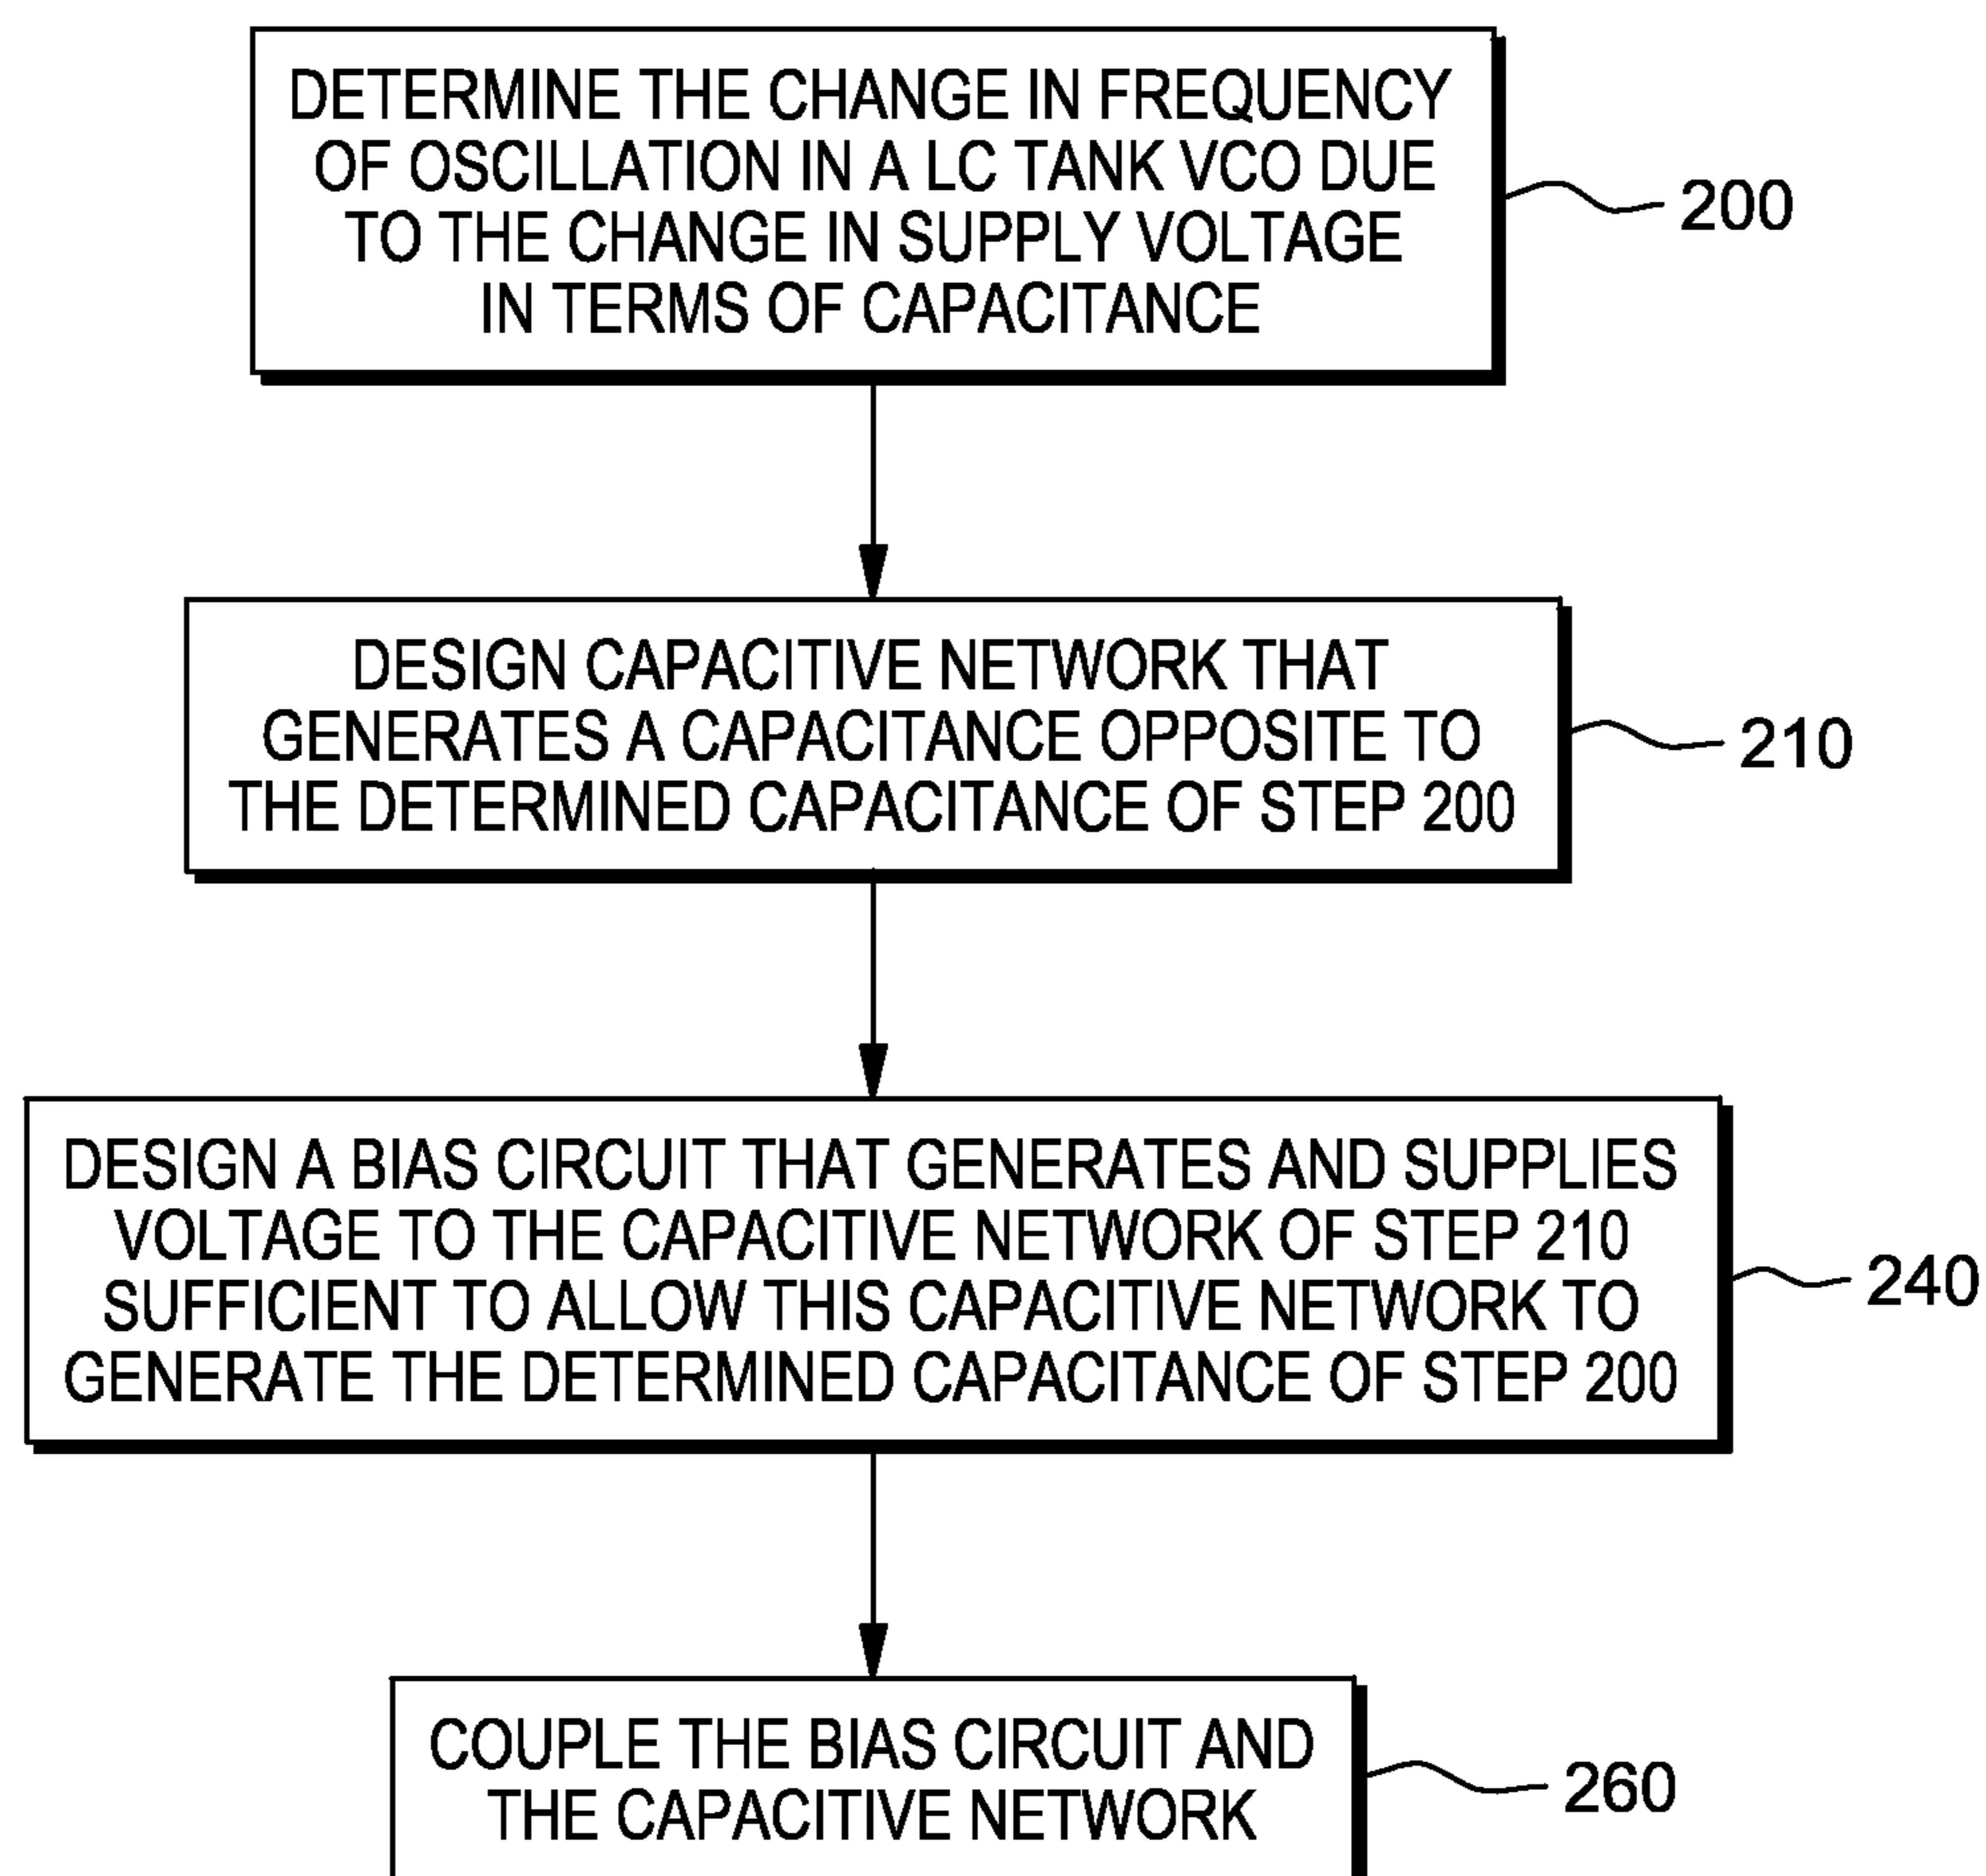 DETERMINE THE CHANGE IN FREQUENCY
OF OSCILLATION IN A LC TANK VCO DUE
TO THE CHANGE IN SUPPLY VOLTAGE
IN TERMS OF CAPACITANCE
200
DESIGN CAPACITIVE NETWORK THAT
GENERATES A CAPACITANCE OPPOSITE TO
THE DETERMINED CAPACITANCE OF STEP 200
210
DESIGN A BIAS CIRCUIT THAT GENERATES AND SUPPLIES
VOLTAGE TO THE CAPACITIVE NETWORK OF STEP 210
SUFFICIENT TO ALLOW THIS CAPACITIVE NETWORK TO
GENERATE THE DETERMINED CAPACITANCE OF STEP 200
240
COUPLE THE BIAS CIRCUIT AND
THE CAPACITIVE NETWORK
260